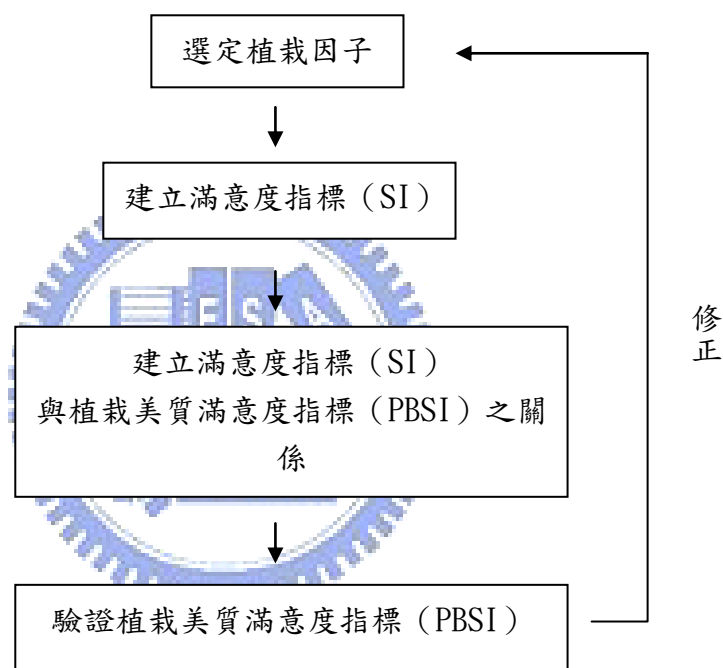 選定植栽因子
建立滿意度指標（SI）
建立滿意度指標（SI）
與植栽美質滿意度指標（PBSI）之關
係
驗證植栽美質滿意度指標（PBSI）
修正